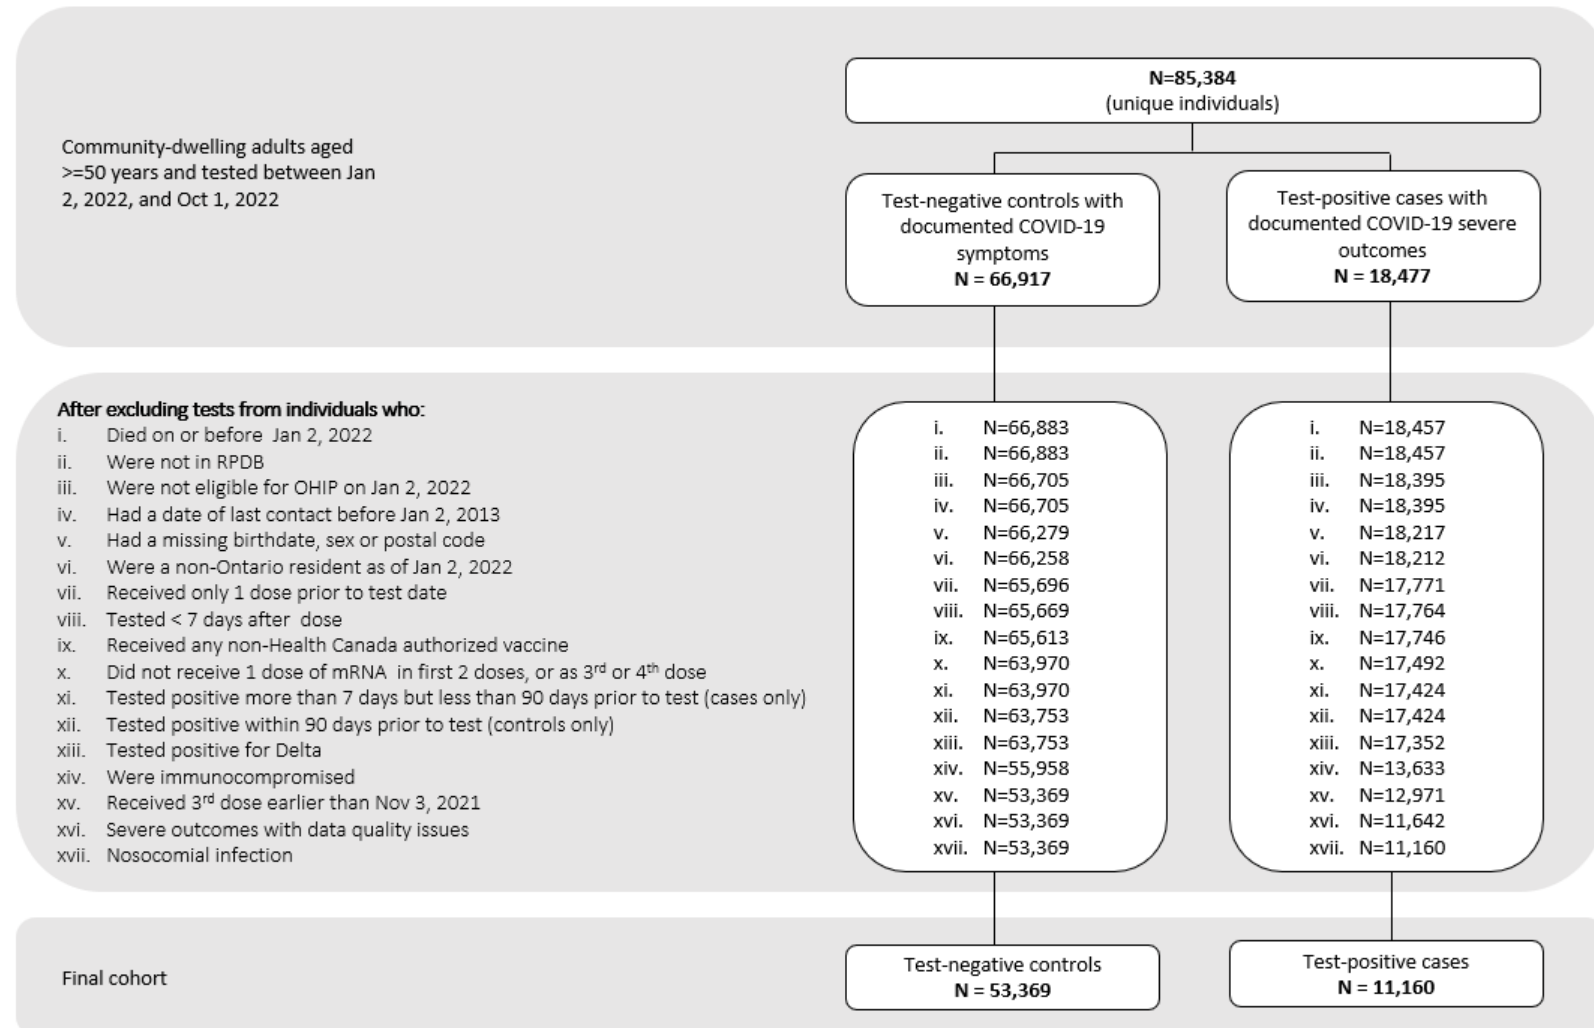 N=85,384
(unique individuals)
Community-dwelling adults aged
>=50 years and tested between Jan
2, 2022, and Oct 1, 2022
Test-negative controls with
documented COVID-19
symptoms
N = 66,917
Test-positive cases with
documented COVID-19 severe
outcomes
N = 18,477
After excluding tests from individuals who:
i. Died on or before Jan 2, 2022
ii. Were not in RPDB
iii. Were not eligible for OHIP on Jan 2, 2022
iv. Had a date of last contact before Jan 2, 2013
v. Had a missing birthdate, sex or postal code
vi. Were a non-Ontario resident as of Jan 2, 2022
vii. Received only 1 dose prior to test date
viii. Tested < 7 days after dose
ix. Received any non-Health Canada authorized vaccine
x. Did not receive 1 dose of mRNA in first 2 doses, or as 3rd or 4th dose
xi. Tested positive more than 7 days but less than 90 days prior to test (cases only)
xii. Tested positive within 90 days prior to test (controls only)
xiii. Tested positive for Delta
xiv. Were immunocompromised
xv. Received 3rd dose earlier than Nov 3, 2021
xvi. Severe outcomes with data quality issues
xvii. Nosocomial infection
i. N=66,883
ii. N=66,883
iii. N=66,705
iv. N=66,705
v. N=66,279
vi. N=66,258
vii. N=65,696
viii. N=65,669
ix. N=65,613
x. N=63,970
xi. N=63,970
xii. N=63,753
xiii. N=63,753
xiv. N=55,958
xv. N=53,369
xvi. N=53,369
xvii. N=53,369
i. N=18,457
ii. N=18,457
iii. N=18,395
iv. N=18,395
v. N=18,217
vi. N=18,212
vii. N=17,771
viii. N=17,764
ix. N=17,746
x. N=17,492
xi. N=17,424
xii. N=17,424
xiii. N=17,352
xiv. N=13,633
xv. N=12,971
xvi. N=11,642
xvii. N=11,160
Final cohort
Test-negative controls
N = 53,369
Test-positive cases
N = 11,160